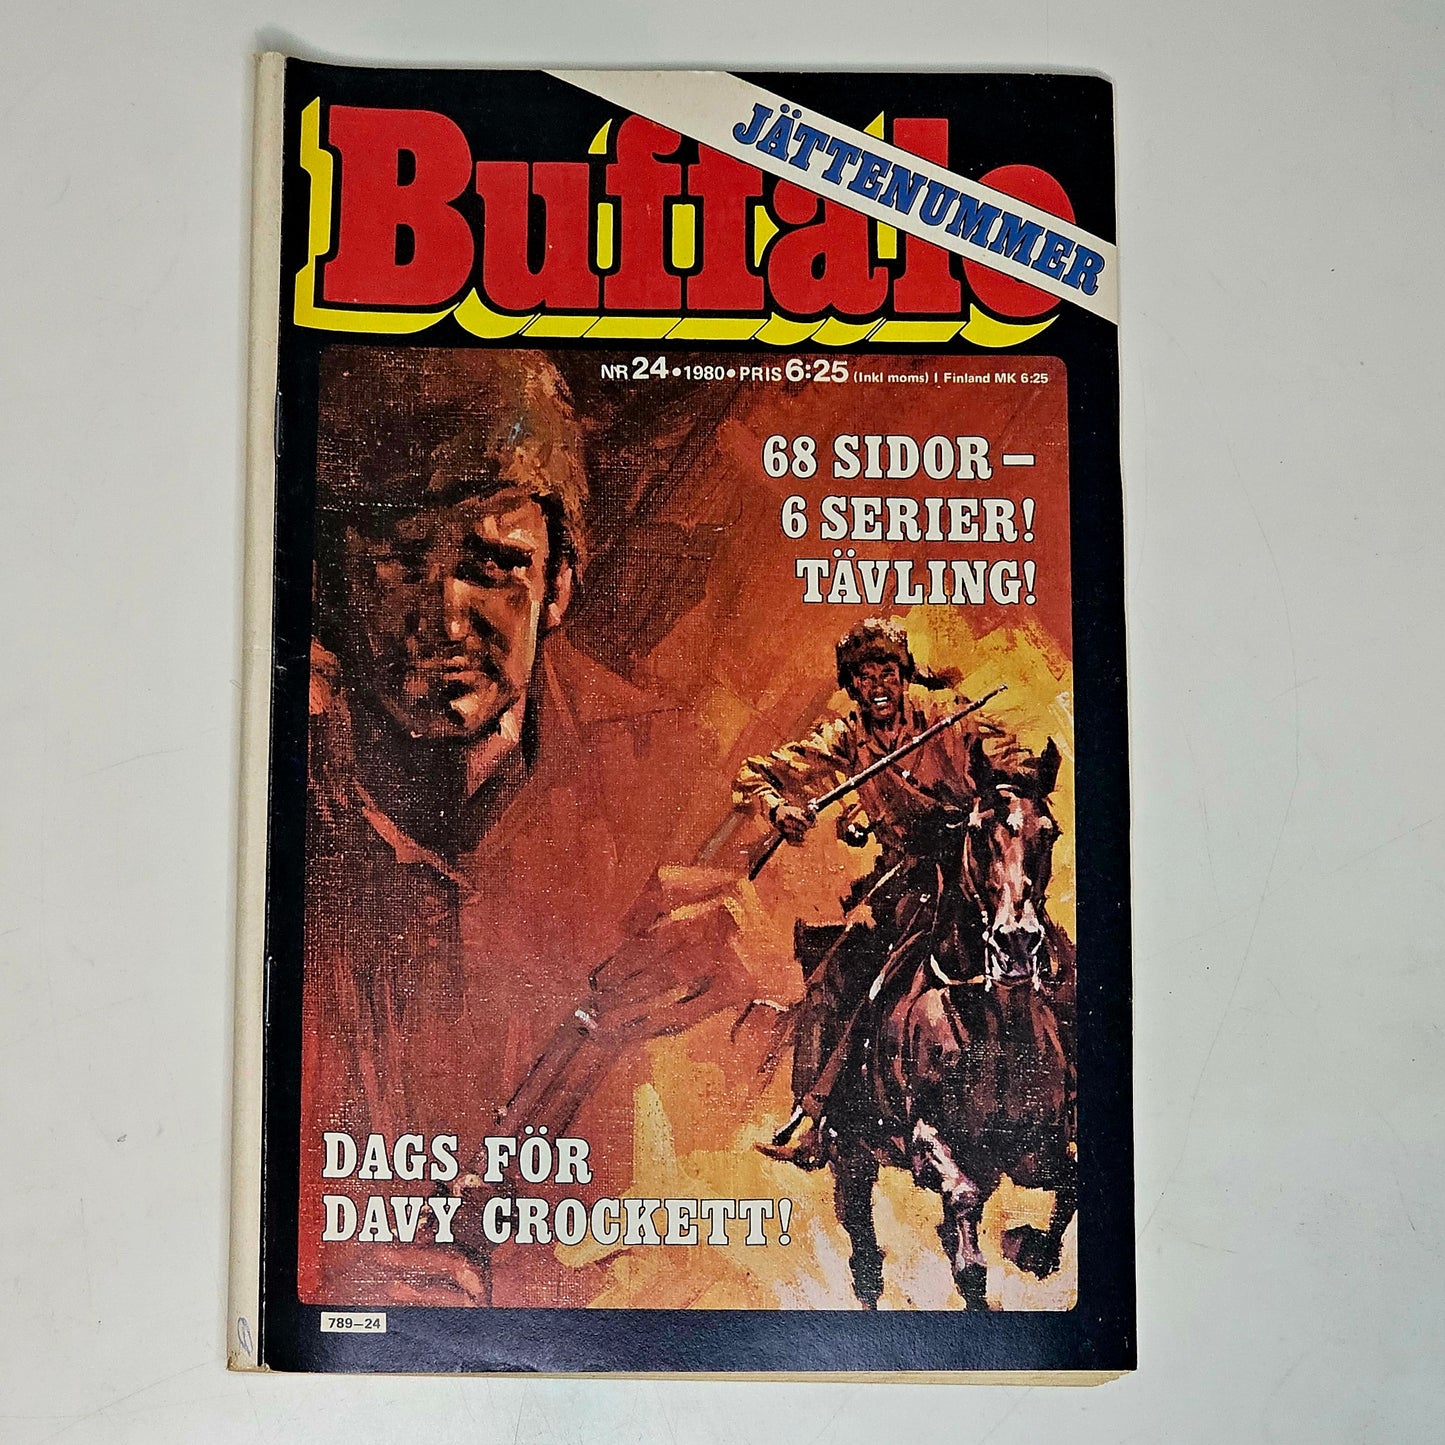 Buffalo
JÄTTENUMMER
NR 24 • 1980 • PRIS 6:25 (Inkl moms) I Finland MK 6:25
68 SIDOR –
6 SERIER!
TÄVLING!
DAGS FÖR
DAVY CROCKETT!
789–24